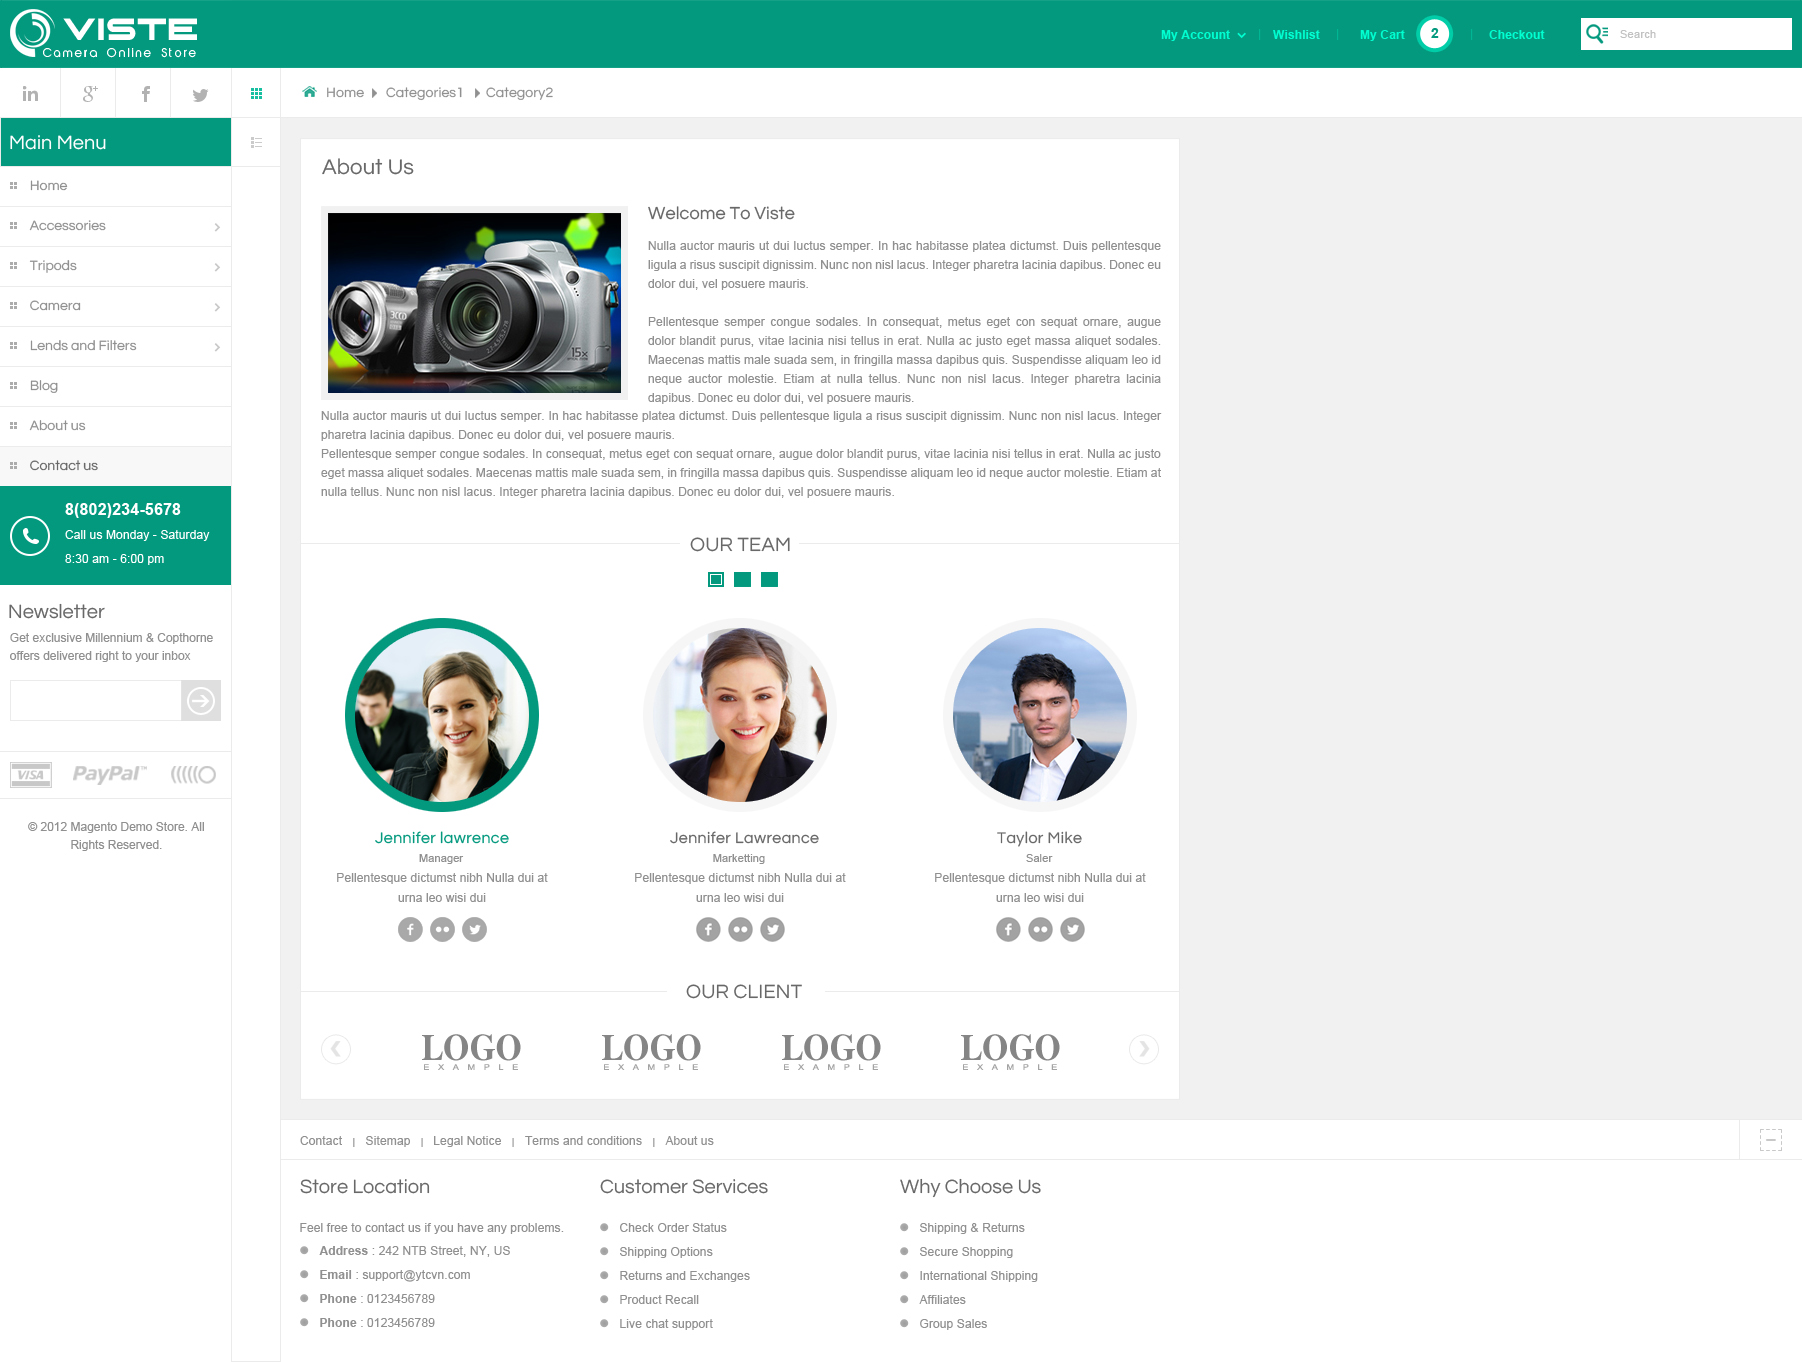 VISTE
Camera Online Store
My Account
Wishlist
My Cart
2
Checkout
Search
Home
Categories1
Category2
Main Menu
Home
Accessories
Tripods
Camera
Lends and Filters
Blog
About us
Contact us
8(802)234-5678
Call us Monday - Saturday
8:30 am - 6:00 pm
Newsletter
Get exclusive Millennium & Copthorne
offers delivered right to your inbox
VISA
PayPal™
© 2012 Magento Demo Store. All
Rights Reserved.
About Us
Welcome To Viste
Nulla auctor mauris ut dui luctus semper. In hac habitasse platea dictumst. Duis pellentesque
ligula a risus suscipit dignissim. Nunc non nisl lacus. Integer pharetra lacinia dapibus. Donec eu
dolor dui, vel posuere mauris.
Pellentesque semper congue sodales. In consequat, metus eget con sequat ornare, augue
dolor blandit purus, vitae lacinia nisi tellus in erat. Nulla ac justo eget massa aliquet sodales.
Maecenas mattis male suada sem, in fringilla massa dapibus quis. Suspendisse aliquam leo id
neque auctor molestie. Etiam at nulla tellus. Nunc non nisl lacus. Integer pharetra lacinia
dapibus. Donec eu dolor dui, vel posuere mauris.
Nulla auctor mauris ut dui luctus semper. In hac habitasse platea dictumst. Duis pellentesque ligula a risus suscipit dignissim. Nunc non nisl lacus. Integer
pharetra lacinia dapibus. Donec eu dolor dui, vel posuere mauris.
Pellentesque semper congue sodales. In consequat, metus eget con sequat ornare, augue dolor blandit purus, vitae lacinia nisi tellus in erat. Nulla ac justo
eget massa aliquet sodales. Maecenas mattis male suada sem, in fringilla massa dapibus quis. Suspendisse aliquam leo id neque auctor molestie. Etiam at
nulla tellus. Nunc non nisl lacus. Integer pharetra lacinia dapibus. Donec eu dolor dui, vel posuere mauris.
15x
OUR TEAM
Jennifer lawrence
Manager
Pellentesque dictumst nibh Nulla dui at
urna leo wisi dui
Jennifer Lawreance
Marketting
Pellentesque dictumst nibh Nulla dui at
urna leo wisi dui
Taylor Mike
Saler
Pellentesque dictumst nibh Nulla dui at
urna leo wisi dui
OUR CLIENT
LOGO
EXAMPLE
LOGO
EXAMPLE
LOGO
EXAMPLE
LOGO
EXAMPLE
Contact | Sitemap | Legal Notice | Terms and conditions | About us
Store Location
Feel free to contact us if you have any problems.
Address : 242 NTB Street, NY, US
Email : support@ytcvn.com
Phone : 0123456789
Phone : 0123456789
Customer Services
Check Order Status
Shipping Options
Returns and Exchanges
Product Recall
Live chat support
Why Choose Us
Shipping & Returns
Secure Shopping
International Shipping
Affiliates
Group Sales